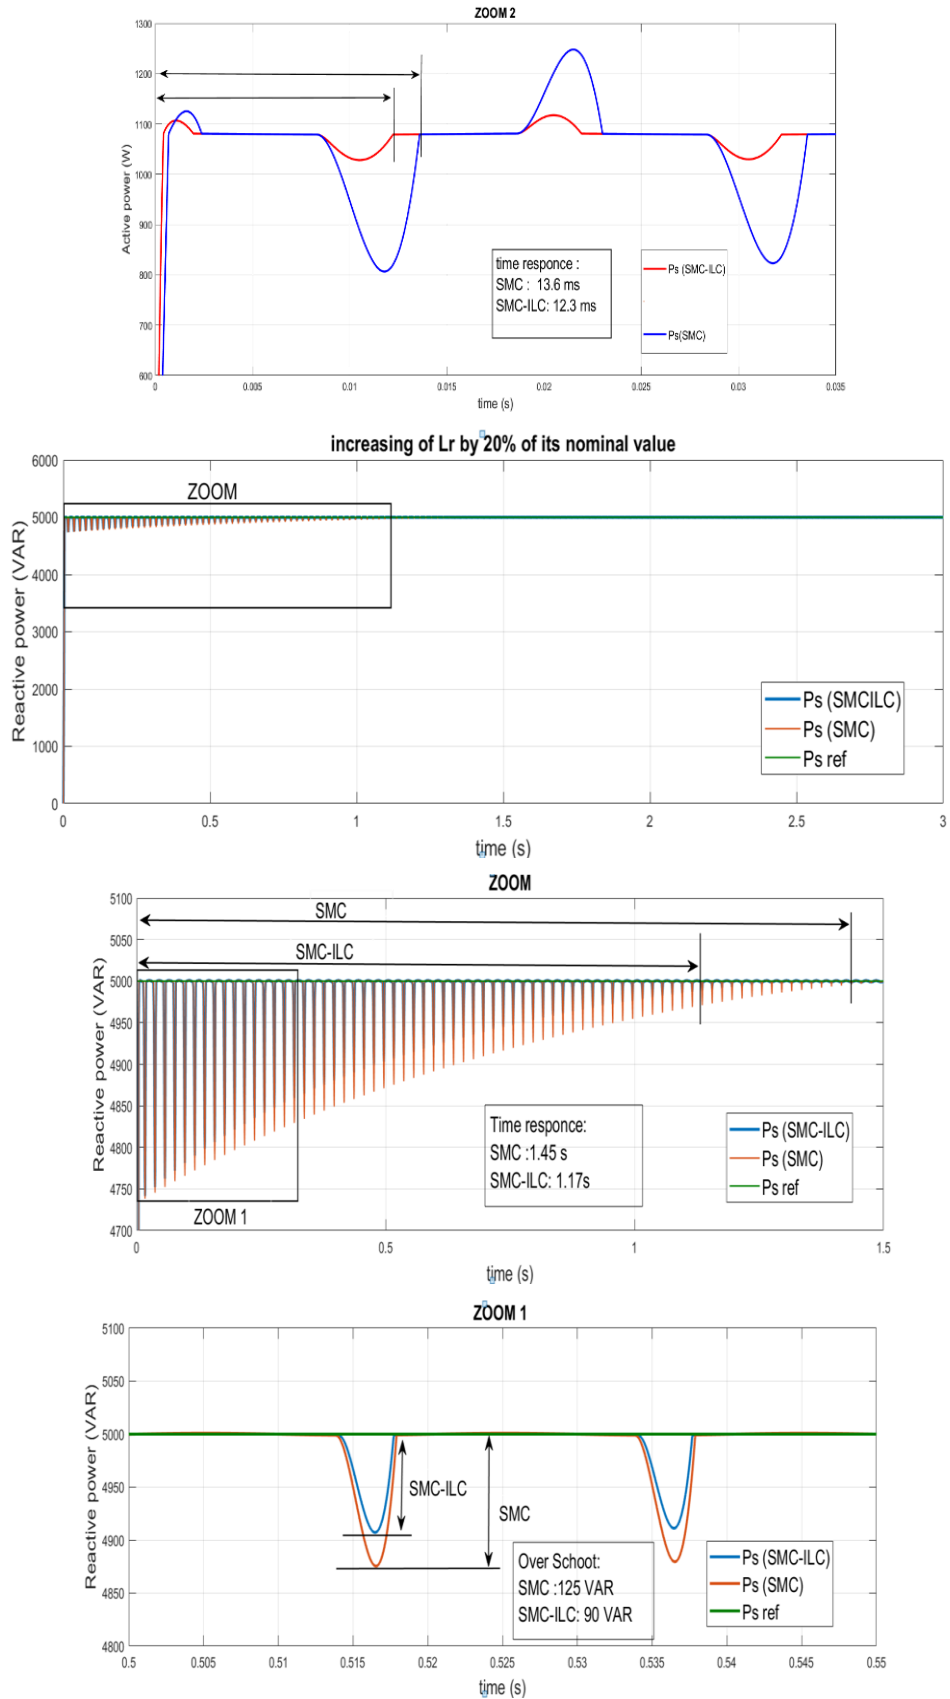 ZOOM 2
1300
1200
1100
1000
900
800
700
600
Active power (W)
time responce :
SMC : 13.6 ms
SMC-ILC: 12.3 ms
Ps (SMC-ILC)
Ps(SMC)
0 0.005 0.01 0.015 0.02 0.025 0.03 0.035
time (s)
increasing of Lr by 20% of its nominal value
6000
5000
4000
3000
2000
1000
0
Reactive power (VAR)
ZOOM
Ps (SMCILC)
Ps (SMC)
Ps ref
0 0.5 1 1.5 2 2.5 3
time (s)
ZOOM
5100
5050
5000
4950
4900
4850
4800
4750
4700
Reactive power (VAR)
SMC
SMC-ILC
Time responce:
SMC :1.45 s
SMC-ILC: 1.17s
Ps (SMC-ILC)
Ps (SMC)
Ps ref
ZOOM 1
0 0.5 1 1.5
time (s)
ZOOM 1
5100
5050
5000
4950
4900
4850
4800
Reactive power (VAR)
SMC-ILC
SMC
Over Schoot:
SMC :125 VAR
SMC-ILC: 90 VAR
Ps (SMC-ILC)
Ps (SMC)
Ps ref
0.5 0.505 0.51 0.515 0.52 0.525 0.53 0.535 0.54 0.545 0.55
time (s)